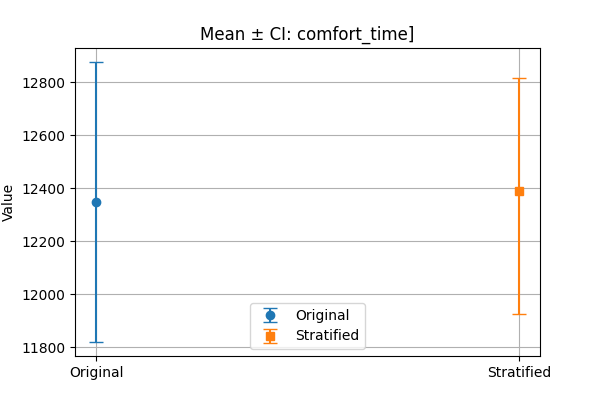 Mean ± CI: comfort_time]
Value
12800
12600
12400
12200
12000
11800
Original
Stratified
Original
Stratified